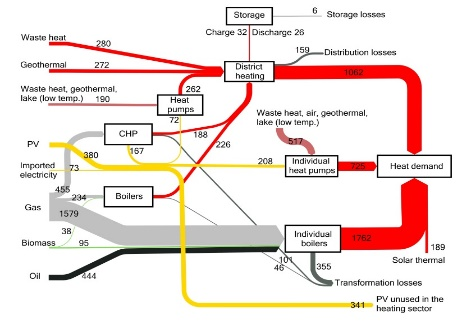 Storage
6
Storage losses
Charge 32
Discharge 26
Waste heat
280
159
Distribution losses
Geothermal
272
District
heating
1062
262
Waste heat, geothermal,
lake (low temp.)
190
Heat
pumps
72
Waste heat, air, geothermal,
lake (low temp.)
517
CHP
188
226
PV
380
167
208
Individual
heat pumps
725
Heat demand
Imported
electricity
73
455
234
Boilers
Gas
1579
38
Individual
boilers
1762
Biomass
95
189
Solar thermal
101
46
355
Oil
444
Transformation losses
341
PV unused in the
heating sector